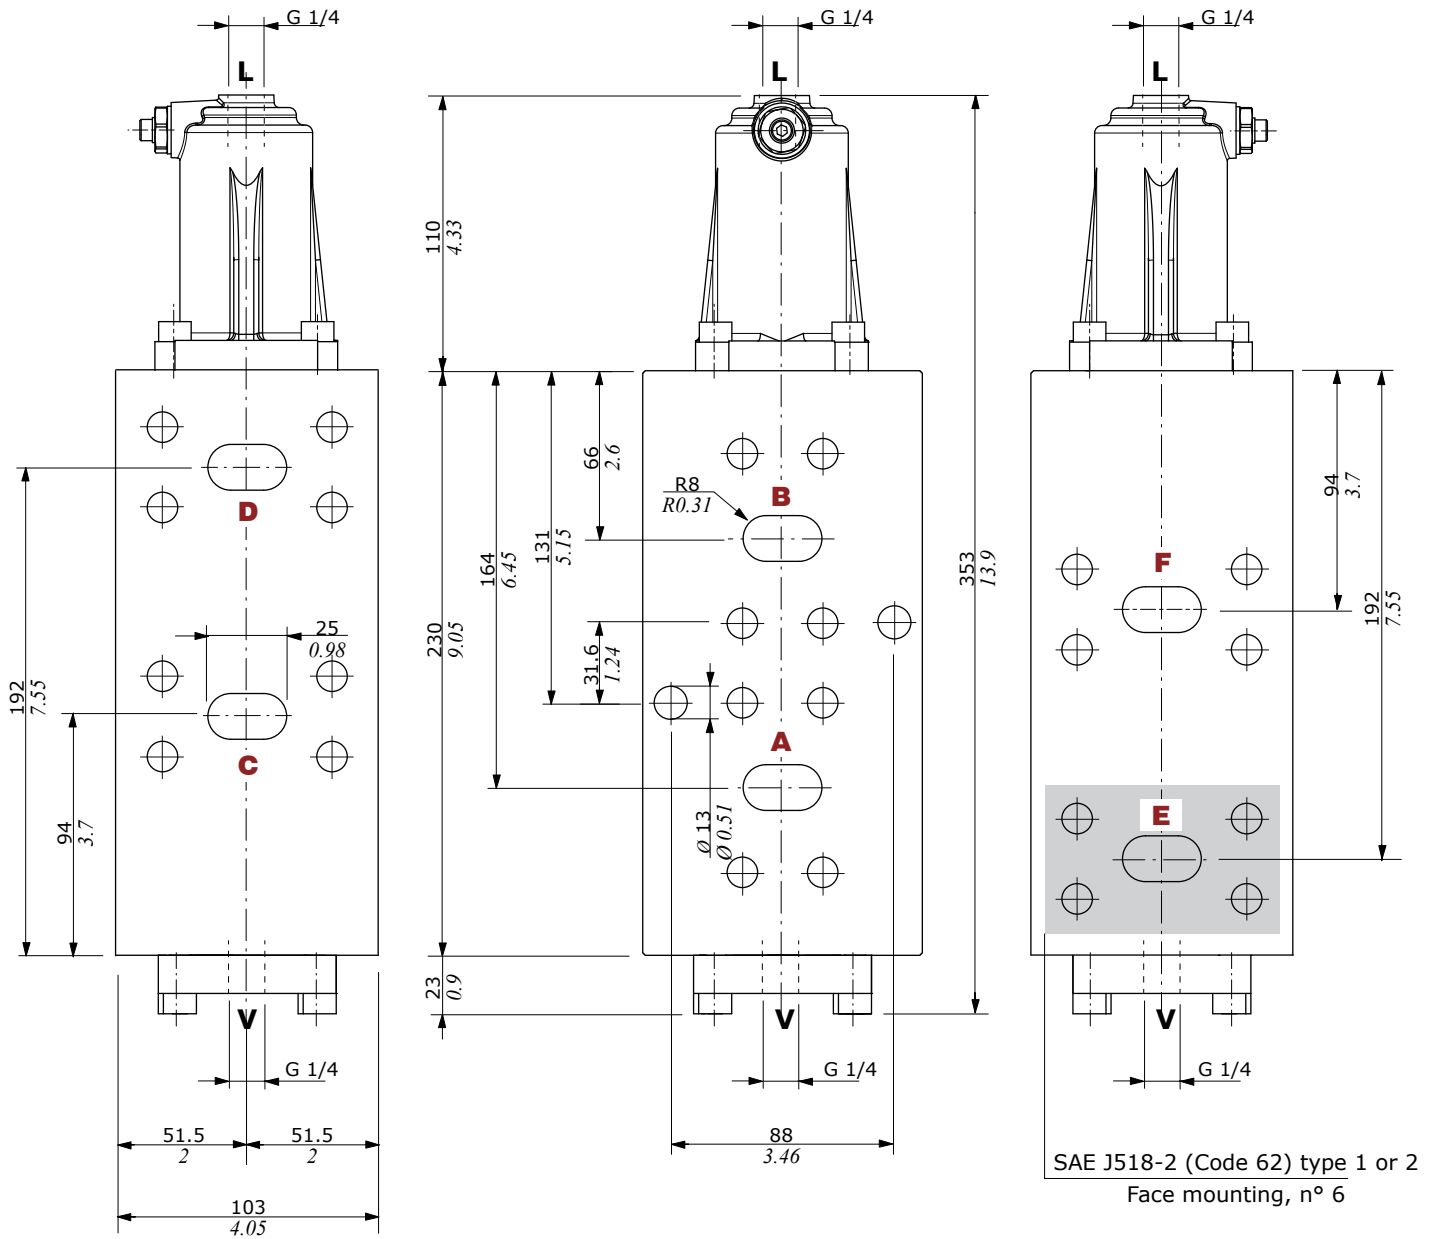 G 1/4
G 1/4
G 1/4
L
L
L
110
4.33
66
2.6
R8
R0.31
B
94
3.7
D
131
5.15
164
6.45
353
13.9
F
192
7.55
25
0.98
230
9.05
31.6
1.24
192
7.55
C
A
94
3.7
Ø 13
Ø 0.51
E
23
0.9
V
V
V
G 1/4
G 1/4
G 1/4
51.5
2
51.5
2
88
3.46
103
4.05
SAE J518-2 (Code 62) type 1 or 2
Face mounting, n° 6